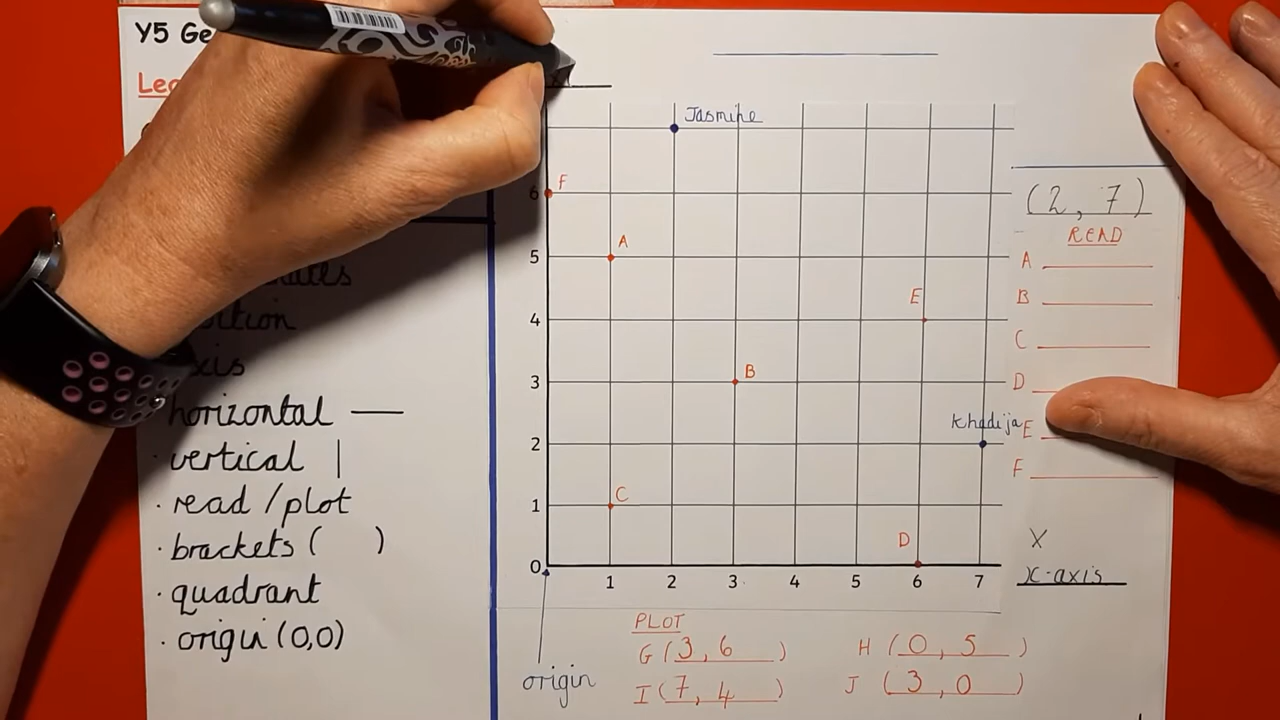 Y5 Ge
Lea
horizontal —
· vertical |
· read / plot
· brackets ( )
· quadrant
· origin (0,0)
axis
Jasmine
F
A
E
B
Khadija
C
D
6
5
4
3
2
1
0
1 2 3 4 5 6 7
origin
(2, 7)
READ
A
B
C
D
E
F
X
x-axis
PLOT
G (3, 6)
H (0, 5)
I (7, 4)
J (3, 0)